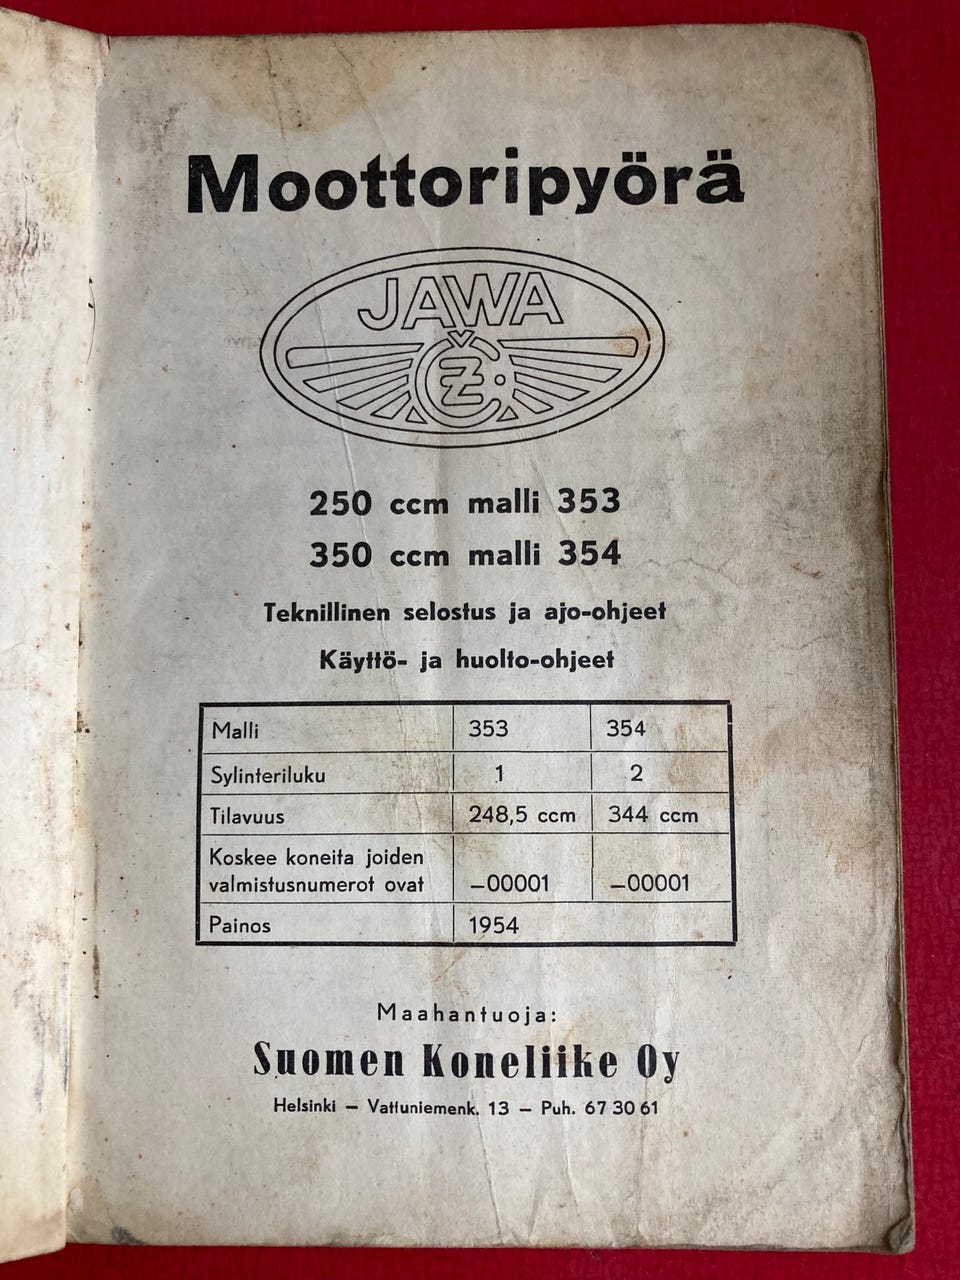 Moottoripyörä
JAWA
ČZ
250 ccm malli 353
350 ccm malli 354
Teknillinen selostus ja ajo-ohjeet
Käyttö- ja huolto-ohjeet
Malli 353 354
Sylinteriluku 1 2
Tilavuus 248,5 ccm 344 ccm
Koskee koneita joiden
valmistusnumerot ovat —00001 —00001
Painos 1954
Maahantuoja:
Suomen Koneliike Oy
Helsinki — Vattuniemenk. 13 — Puh. 67 30 61